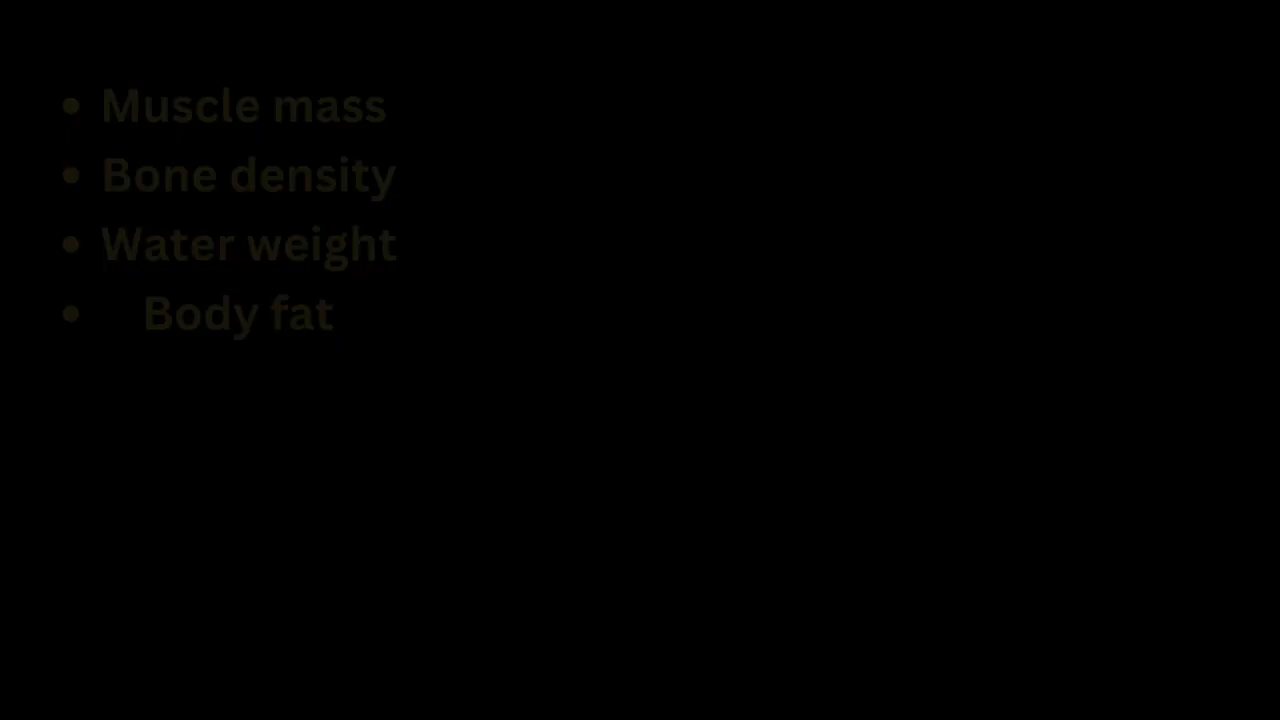 • Muscle mass
• Bone density
• Water weight
• Body fat